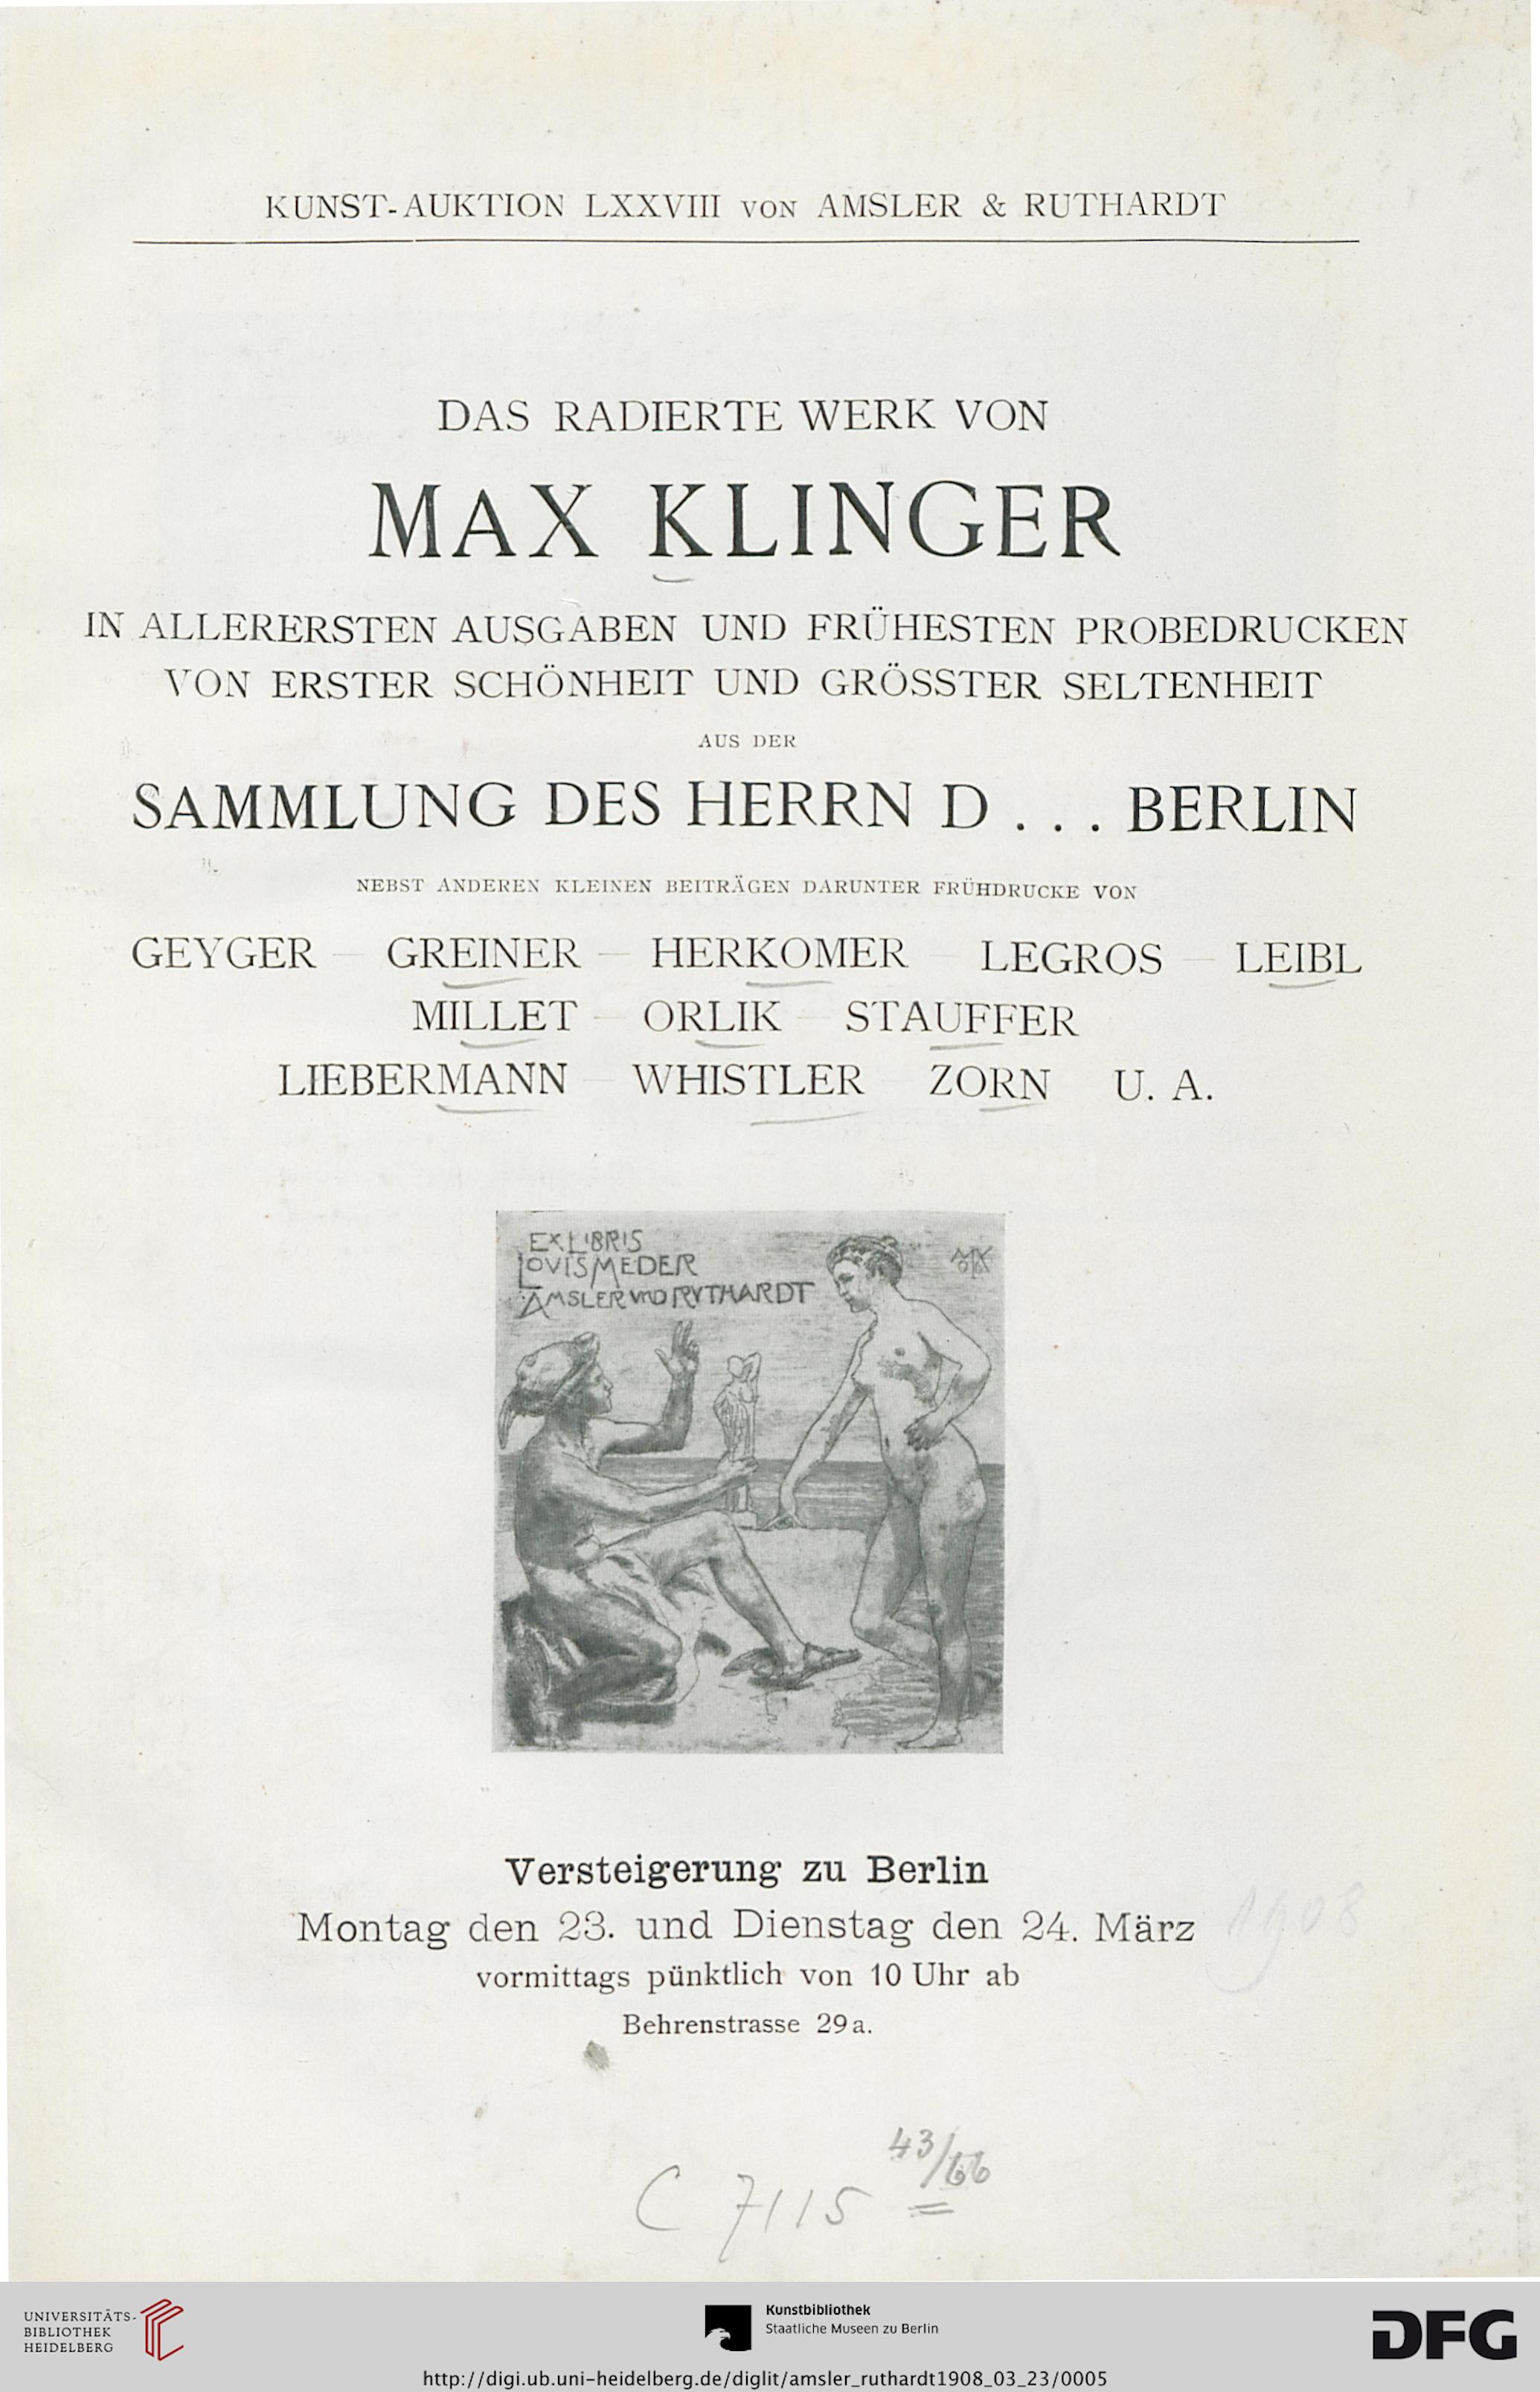 KUNST-AUKTION LXXVIII VON AMSLER & RUTHARDT
DAS RADIERTE WERK VON
MAX KLINGER
IN ALLERERSTEN AUSGABEN UND FRÜHESTEN PROBEDRUCKEN
VON ERSTER SCHÖNHEIT UND GRÖSSTER SELTENHEIT
AUS DER
SAMMLUNG DES HERRN D . . . BERLIN
NEBST ANDEREN KLEINEN BEITRÄGEN DARUNTER FRÜHDRUCKE VON
GEYGER — GREINER — HERKOMER — LEGROS — LEIBL
MILLET — ORLIK — STAUFFER
LIEBERMANN — WHISTLER — ZORN U. A.
EX LIBRIS
LOVIS MEDER
AMSLER VND RVTHARDT
Versteigerung zu Berlin
Montag den 23. und Dienstag den 24. März 1908
vormittags pünktlich von 10 Uhr ab
Behrenstrasse 29a.
C 7115 43/66
UNIVERSITÄTS-
BIBLIOTHEK
HEIDELBERG
Kunstbibliothek
Staatliche Museen zu Berlin
DFG
http://digi.ub.uni-heidelberg.de/diglit/amsler_ruthardt1908_03_23/0005